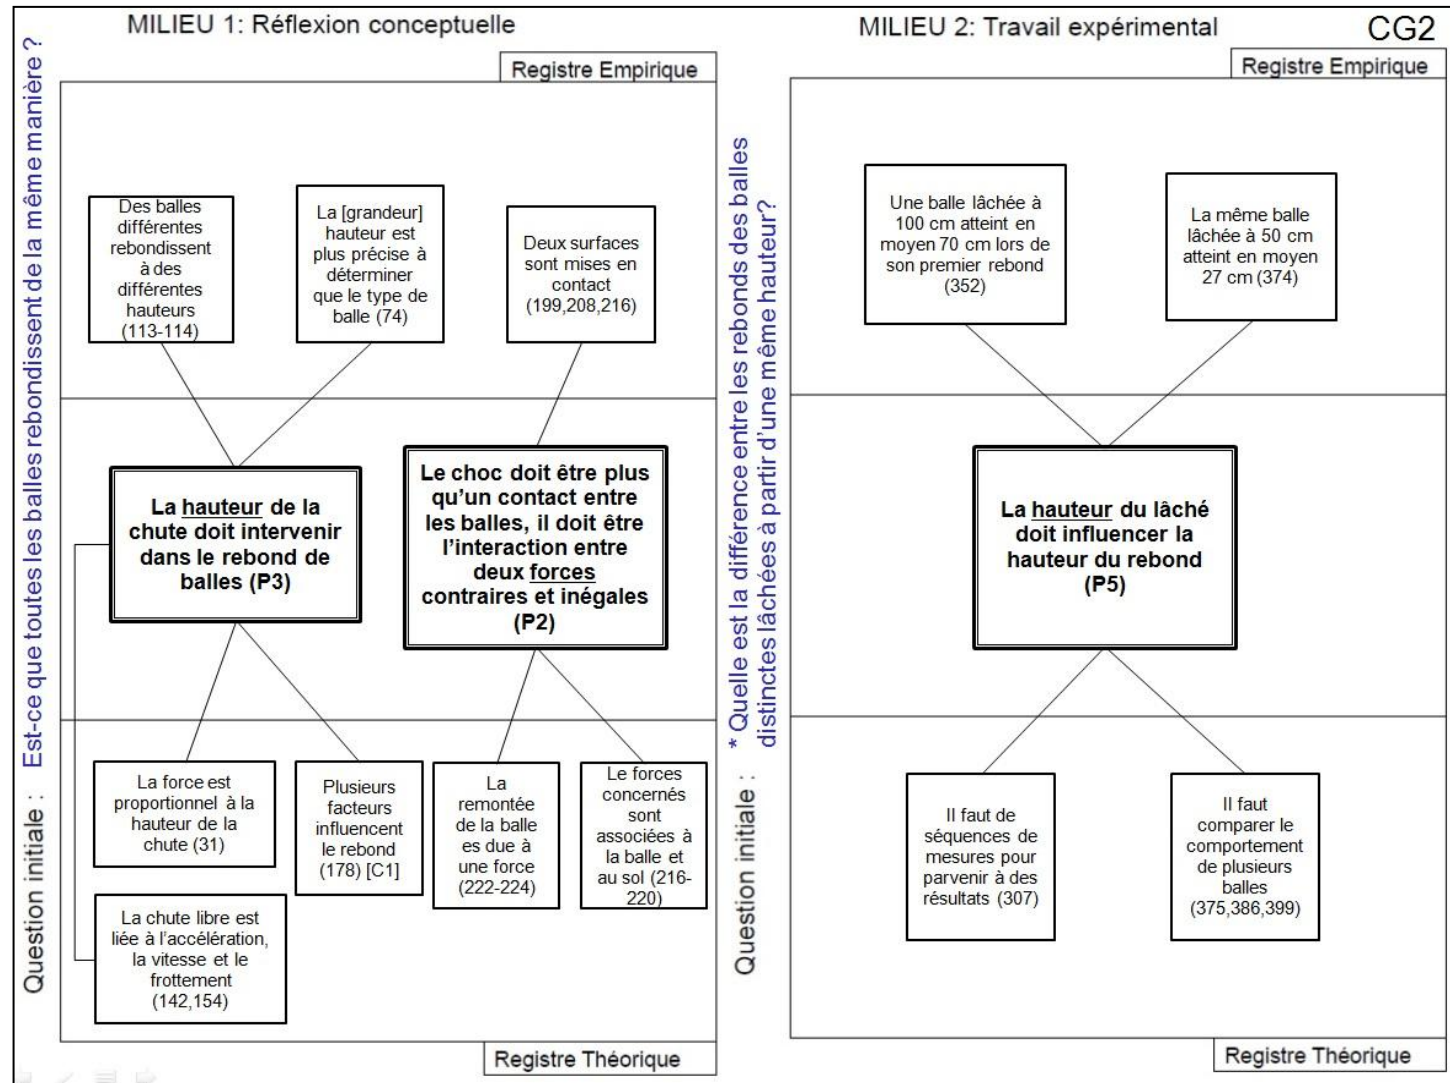 MILIEU 1: Réflexion conceptuelle
Registre Empirique
Question initiale : Est-ce que toutes les balles rebondissent de la même manière ?
Des balles
différentes
rebondissent
à des
différentes
hauteurs
(113-114)
La [grandeur]
hauteur est
plus précise à
déterminer
que le type de
balle (74)
Deux surfaces
sont mises en
contact
(199,208,216)
La hauteur de la
chute doit intervenir
dans le rebond de
balles (P3)
Le choc doit être plus
qu'un contact entre
les balles, il doit être
l'interaction entre
deux forces
contraires et inégales
(P2)
La force est
proportionnel à la
hauteur de la
chute (31)
Plusieurs
facteurs
influencent
le rebond
(178) [C1]
La
remontée
de la balle
es due à
une force
(222-224)
Le forces
concernés
sont
associées à
la balle et
au sol (216-
220)
La chute libre est
liée à l'accélération,
la vitesse et le
frottement
(142,154)
Registre Théorique
MILIEU 2: Travail expérimental
CG2
Registre Empirique
Question initiale : * Quelle est la différence entre les rebonds des balles
distinctes lâchées à partir d'une même hauteur?
Une balle lâchée à
100 cm atteint en
moyen 70 cm lors de
son premier rebond
(352)
La même balle
lâchée à 50 cm
atteint en moyen
27 cm (374)
La hauteur du lâché
doit influencer la
hauteur du rebond
(P5)
Il faut de
séquences de
mesures pour
parvenir à des
résultats (307)
Il faut
comparer le
comportement
de plusieurs
balles
(375,386,399)
Registre Théorique